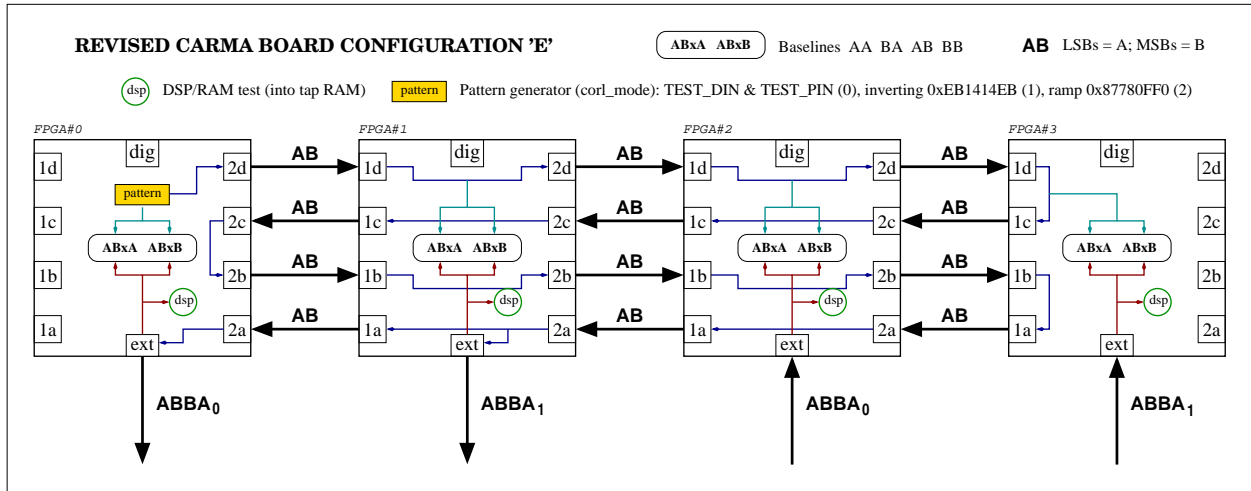 REVISED CARMA BOARD CONFIGURATION 'E'
ABxA ABxB Baselines AA BA AB BB
AB LSBs = A; MSBs = B
dsp DSP/RAM test (into tap RAM)
pattern Pattern generator (corl_mode): TEST_DIN & TEST_PIN (0), inverting 0xEB1414EB (1), ramp 0x87780FF0 (2)
FPGA#0 FPGA#1 FPGA#2 FPGA#3
1d dig 2d AB 1d dig 2d AB 1d dig 2d AB 1d dig 2d
pattern
1c 2c AB 1c 2c AB 1c 2c AB 1c 2c
ABxA ABxB ABxA ABxB ABxA ABxB ABxA ABxB
1b 2b AB 1b 2b AB 1b 2b AB 1b 2b
dsp dsp dsp dsp
1a ext 2a AB 1a ext 2a AB 1a ext 2a AB 1a ext 2a
ABBA0 ABBA1 ABBA0 ABBA1